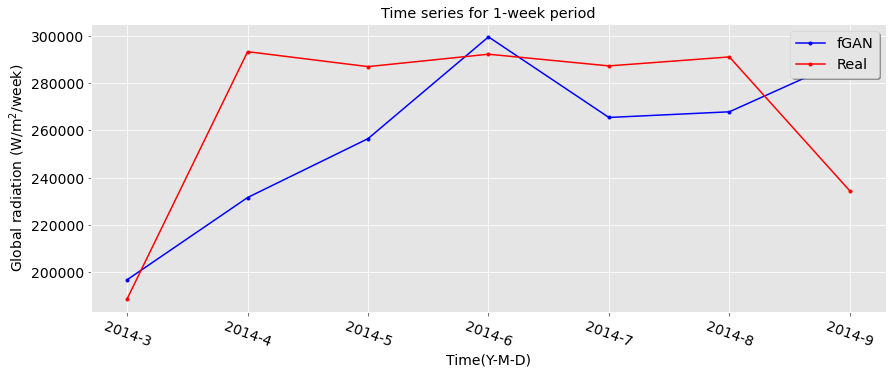 Time series for 1-week period
Global radiation (W/m²/week)
300000
280000
260000
240000
220000
200000
fGAN
Real
2014-3
2014-4
2014-5
2014-6
2014-7
2014-8
2014-9
Time(Y-M-D)